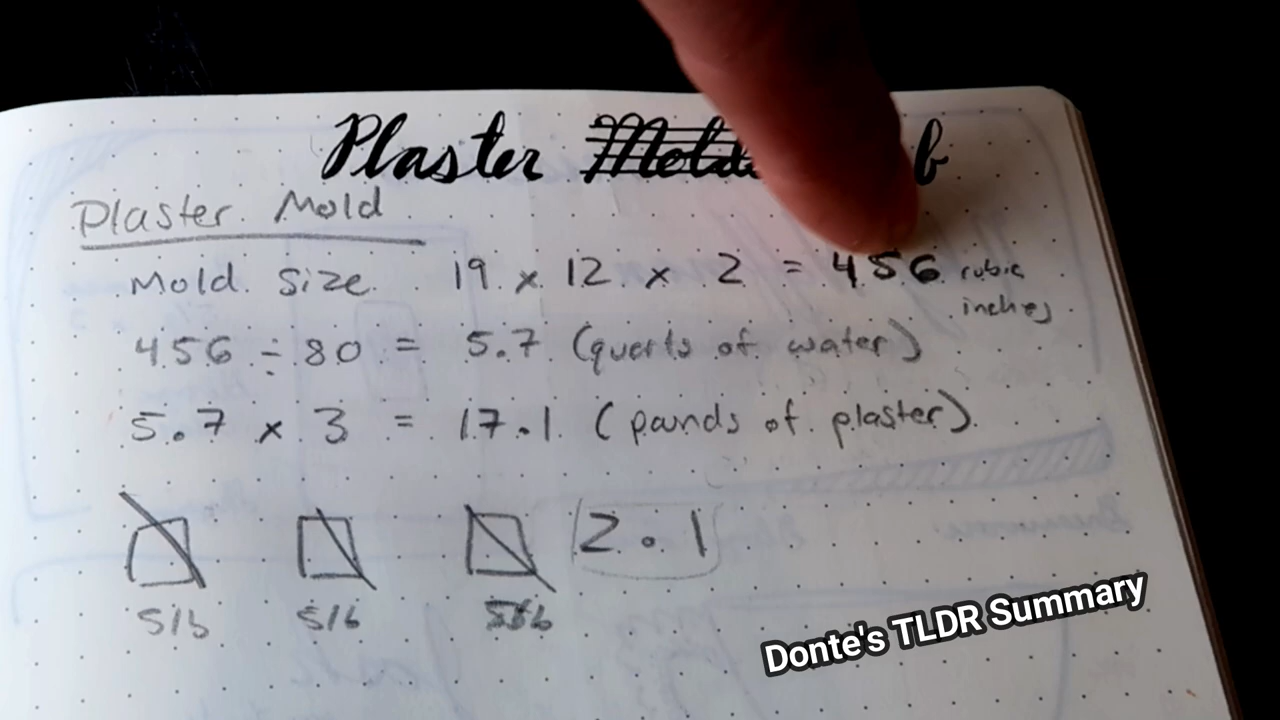 Plaster Mold b
Plaster Mold
Mold Size 19 x 12 x 2 = 456 cubic inches
456 ÷ 80 = 5.7 (quarts of water)
5.7 x 3 = 17.1 (pounds of plaster)
2.1
5lb 5lb 5lb
Donte's TLDR Summary